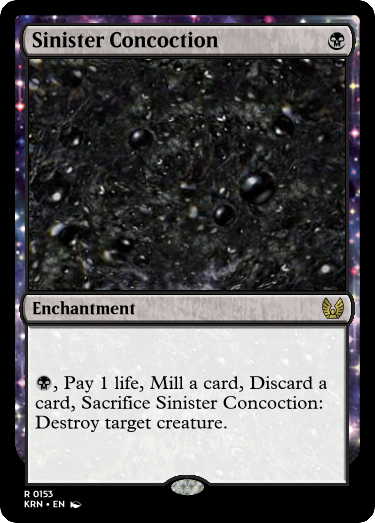 Sinister Concoction
Enchantment
, Pay 1 life, Mill a card, Discard a
card, Sacrifice Sinister Concoction:
Destroy target creature.
R 0153
KRN • EN